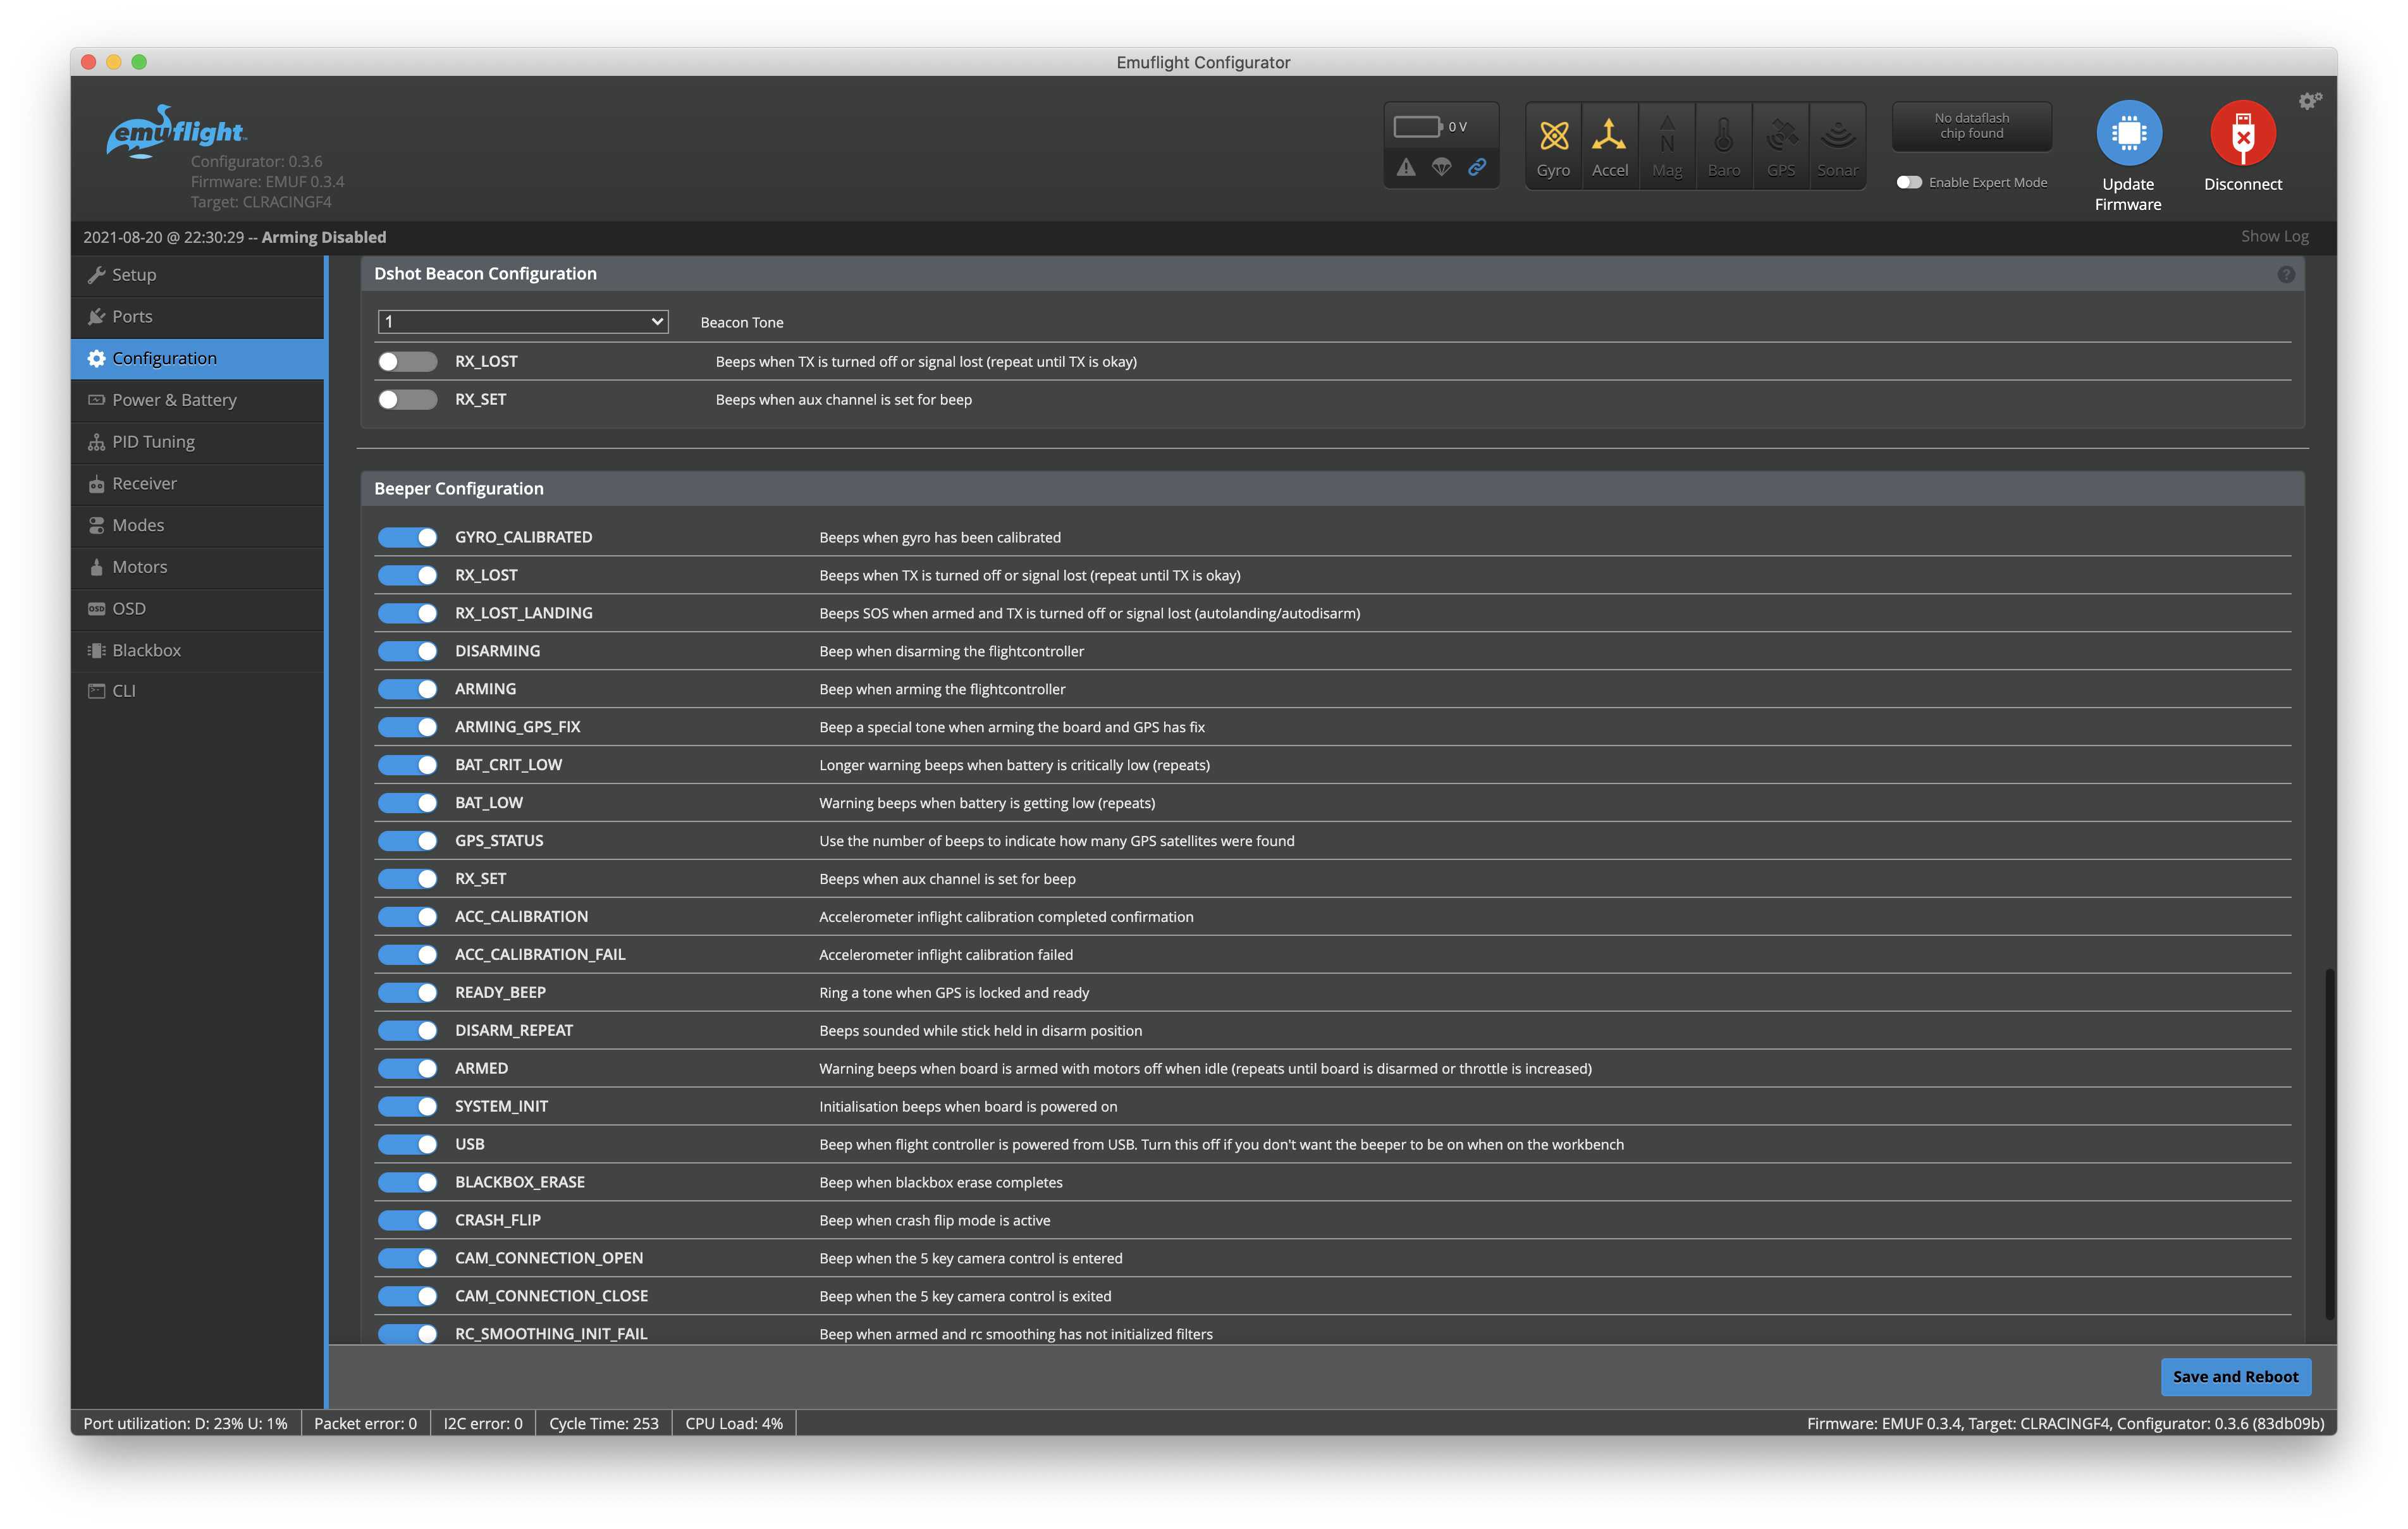 Emuflight Configurator
emuflight
Configurator: 0.3.6
Firmware: EMUF 0.3.4
Target: CLRACINGF4
0 V
Gyro
Accel
N
Mag
Baro
GPS
Sonar
No dataflash
chip found
Enable Expert Mode
Update
Firmware
Disconnect
2021-08-20 @ 22:30:29 -- Arming Disabled
Show Log
Setup
Ports
Configuration
Power & Battery
PID Tuning
Receiver
Modes
Motors
OSD OSD
Blackbox
CLI
Dshot Beacon Configuration ?
1 Beacon Tone
RX_LOST Beeps when TX is turned off or signal lost (repeat until TX is okay)
RX_SET Beeps when aux channel is set for beep
Beeper Configuration
GYRO_CALIBRATED Beeps when gyro has been calibrated
RX_LOST Beeps when TX is turned off or signal lost (repeat until TX is okay)
RX_LOST_LANDING Beeps SOS when armed and TX is turned off or signal lost (autolanding/autodisarm)
DISARMING Beep when disarming the flightcontroller
ARMING Beep when arming the flightcontroller
ARMING_GPS_FIX Beep a special tone when arming the board and GPS has fix
BAT_CRIT_LOW Longer warning beeps when battery is critically low (repeats)
BAT_LOW Warning beeps when battery is getting low (repeats)
GPS_STATUS Use the number of beeps to indicate how many GPS satellites were found
RX_SET Beeps when aux channel is set for beep
ACC_CALIBRATION Accelerometer inflight calibration completed confirmation
ACC_CALIBRATION_FAIL Accelerometer inflight calibration failed
READY_BEEP Ring a tone when GPS is locked and ready
DISARM_REPEAT Beeps sounded while stick held in disarm position
ARMED Warning beeps when board is armed with motors off when idle (repeats until board is disarmed or throttle is increased)
SYSTEM_INIT Initialisation beeps when board is powered on
USB Beep when flight controller is powered from USB. Turn this off if you don't want the beeper to be on when on the workbench
BLACKBOX_ERASE Beep when blackbox erase completes
CRASH_FLIP Beep when crash flip mode is active
CAM_CONNECTION_OPEN Beep when the 5 key camera control is entered
CAM_CONNECTION_CLOSE Beep when the 5 key camera control is exited
RC_SMOOTHING_INIT_FAIL Beep when armed and rc smoothing has not initialized filters
Save and Reboot
Port utilization: D: 23% U: 1% Packet error: 0 I2C error: 0 Cycle Time: 253 CPU Load: 4% Firmware: EMUF 0.3.4, Target: CLRACINGF4, Configurator: 0.3.6 (83db09b)